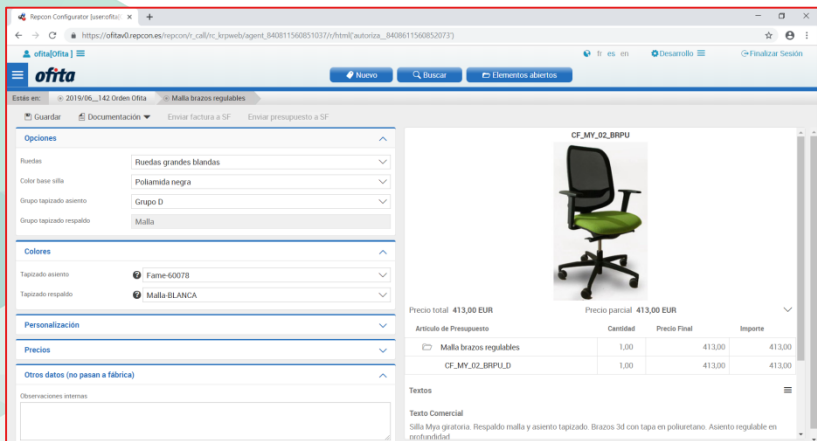 Repcon Configurator [user:ofita]
https://ofitav0.repcon.es/repcon/r_call/rc_krpweb/agent_840811560851037/r/html('autoriza__8408611560852073')
ofita[Ofita ]
fr es en
Desarrollo
Finalizar Sesión
ofita
Nuevo
Buscar
Elementos abiertos
Estás en:
2019/06__142 Orden Ofita
Malla brazos regulables
Guardar
Documentación
Enviar factura a SF
Enviar presupuesto a SF
Opciones
Ruedas
Ruedas grandes blandas
Color base silla
Poliamida negra
Grupo tapizado asiento
Grupo D
Grupo tapizado respaldo
Malla
Colores
Tapizado asiento
Fame-60078
Tapizado respaldo
Malla-BLANCA
Personalización
Precios
Otros datos (no pasan a fábrica)
Observaciones internas
CF_MY_02_BRPU
Precio total 413,00 EUR
Precio parcial 413,00 EUR
Artículo de Presupuesto Cantidad Precio Final Importe
Malla brazos regulables 1,00 413,00 413,00
CF_MY_02_BRPU_D 1,00 413,00 413,00
Textos
Texto Comercial
Silla Mya giratoria. Respaldo malla y asiento tapizado. Brazos 3d con tapa en poliuretano. Asiento regulable en
profundidad